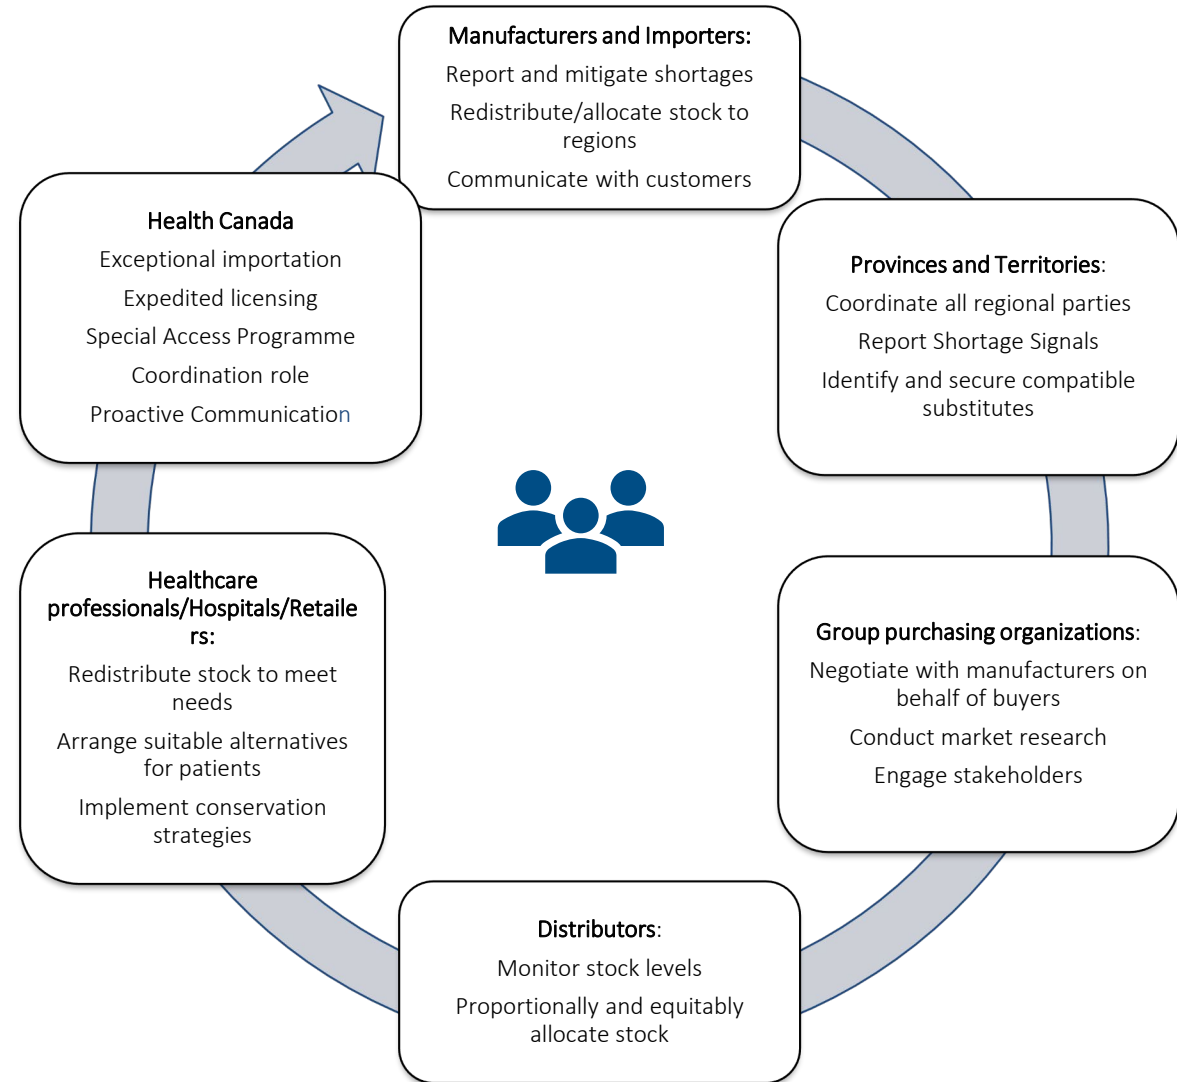 Manufacturers and Importers:
Report and mitigate shortages
Redistribute/allocate stock to
regions
Communicate with customers
Provinces and Territories:
Coordinate all regional parties
Report Shortage Signals
Identify and secure compatible
substitutes
Group purchasing organizations:
Negotiate with manufacturers on
behalf of buyers
Conduct market research
Engage stakeholders
Distributors:
Monitor stock levels
Proportionally and equitably
allocate stock
Healthcare
professionals/Hospitals/Retaile
rs:
Redistribute stock to meet
needs
Arrange suitable alternatives
for patients
Implement conservation
strategies
Health Canada
Exceptional importation
Expedited licensing
Special Access Programme
Coordination role
Proactive Communication